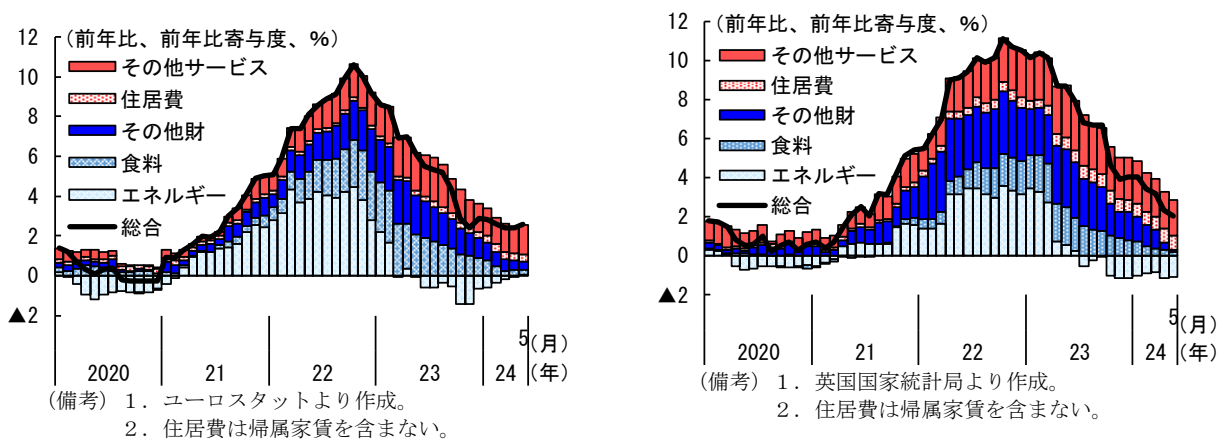 (前年比、前年比寄与度、%)
12
10
8
6
4
2
0
▲2
その他サービス
住居費
その他財
食料
エネルギー
総合
5(月)
2020 21 22 23 24 (年)
(備考) 1.ユーロスタットより作成。
2.住居費は帰属家賃を含まない。
(前年比、前年比寄与度、%)
12
10
8
6
4
2
0
▲2
その他サービス
住居費
その他財
食料
エネルギー
総合
5(月)
2020 21 22 23 24 (年)
(備考) 1.英国国家統計局より作成。
2.住居費は帰属家賃を含まない。